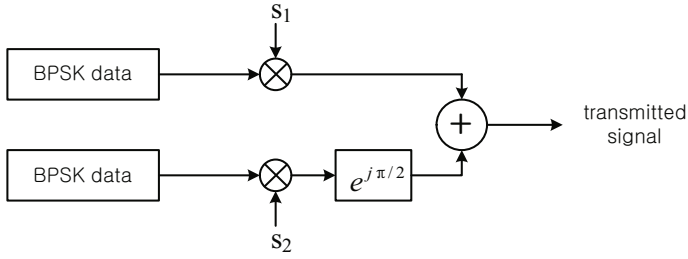 s₁
BPSK data
transmitted
signal
+
BPSK data
e^{jπ/2}
s₂